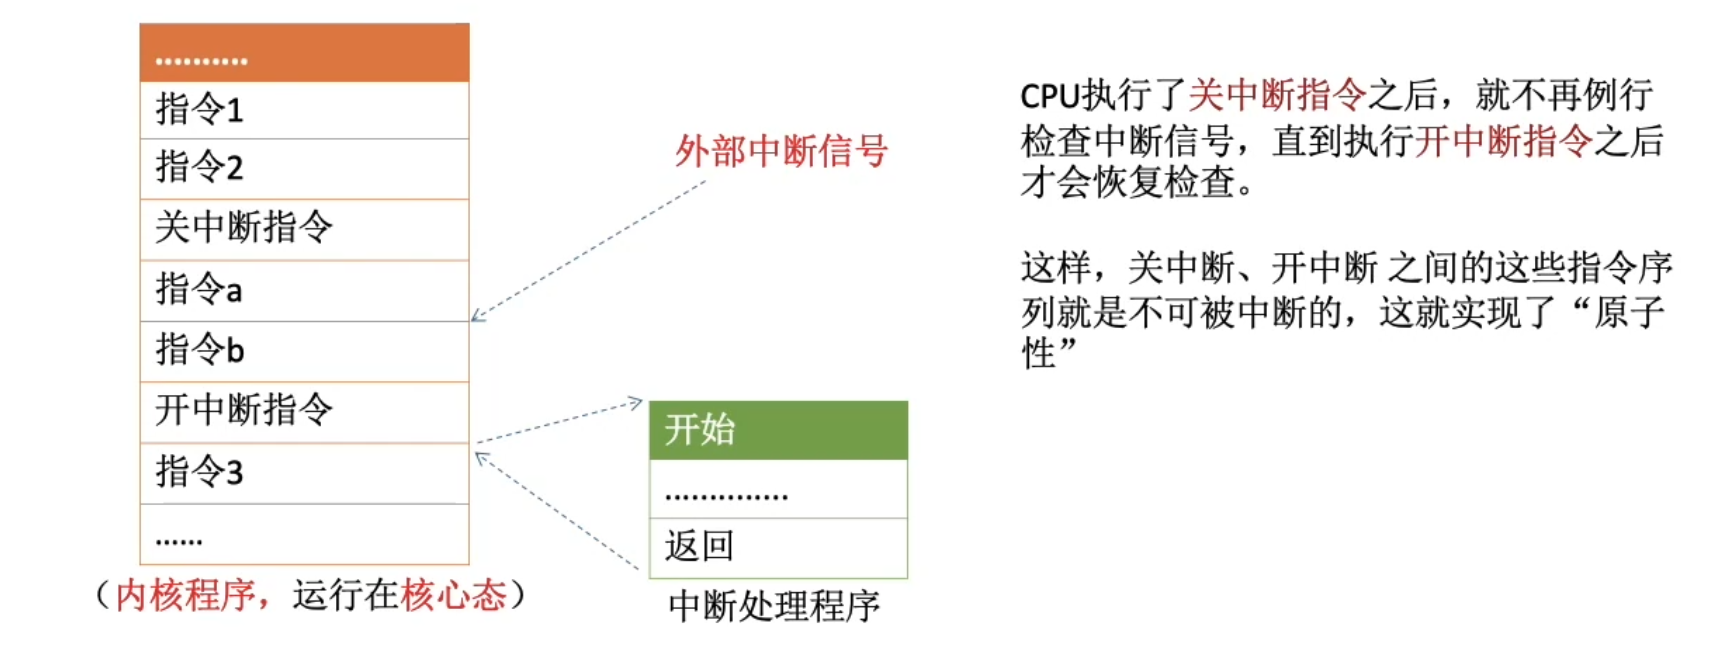 ..........
指令1
指令2
关中断指令
指令a
指令b
开中断指令
指令3
......
（内核程序，运行在核心态）
外部中断信号
开始
..............
返回
中断处理程序
CPU执行了关中断指令之后，就不再例行
检查中断信号，直到执行开中断指令之后
才会恢复检查。
这样，关中断、开中断 之间的这些指令序
列就是不可被中断的，这就实现了“原子
性”